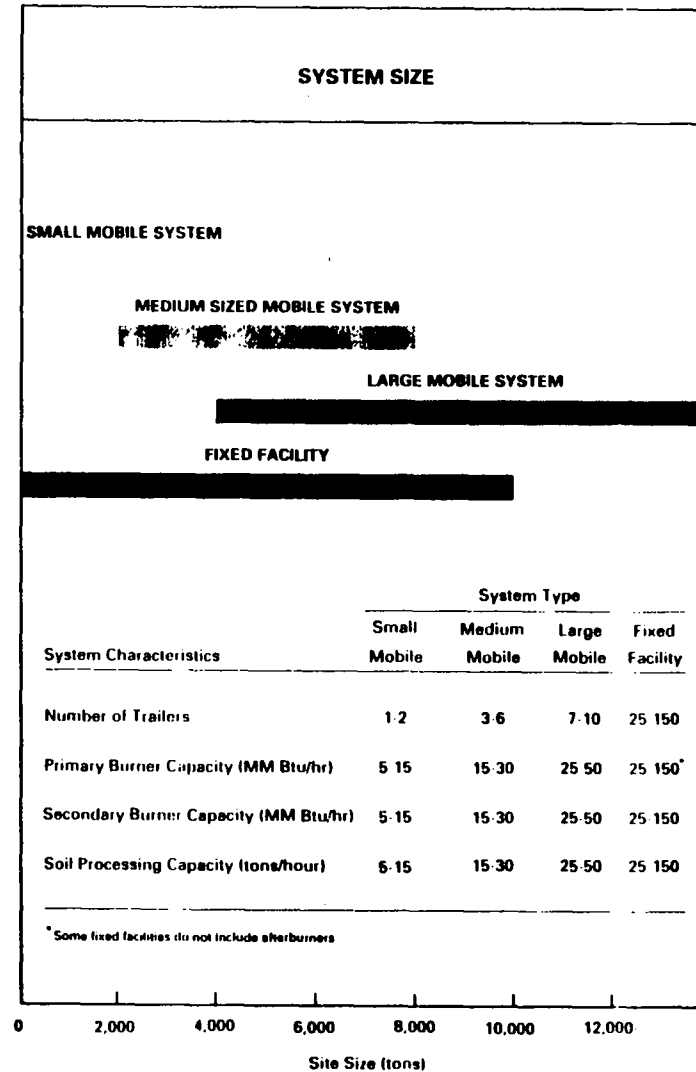 SYSTEM SIZE
SMALL MOBILE SYSTEM
MEDIUM SIZED MOBILE SYSTEM
LARGE MOBILE SYSTEM
FIXED FACILITY
System Type
System Characteristics Small Mobile Medium Mobile Large Mobile Fixed Facility
Number of Trailers 1-2 3-6 7-10 25 150
Primary Burner Capacity (MM Btu/hr) 5-15 15-30 25-50 25 150*
Secondary Burner Capacity (MM Btu/hr) 5-15 15-30 25-50 25-150
Soil Processing Capacity (tons/hour) 5-15 15-30 25-50 25 150
* Some fixed facilities do not include afterburners
0 2,000 4,000 6,000 8,000 10,000 12,000
Site Size (tons)